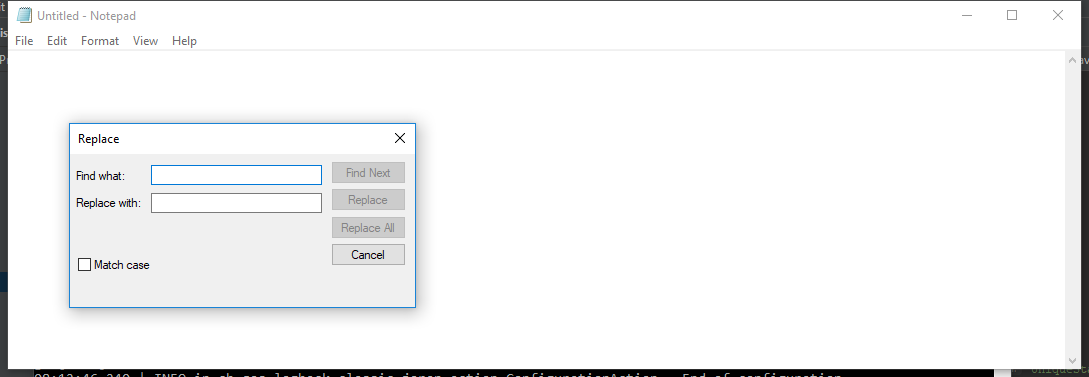 Untitled - Notepad
File Edit Format View Help
Replace
Find what:
Find Next
Replace with:
Replace
Replace All
Cancel
Match case